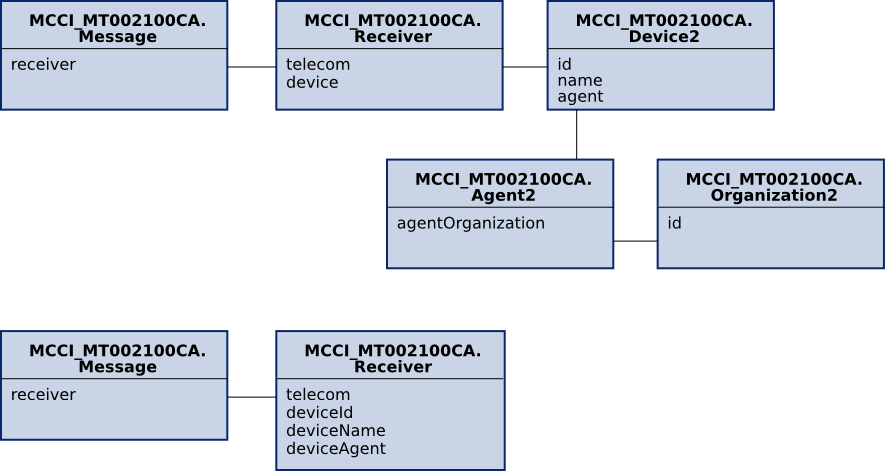 MCCI_MT002100CA.
Message
receiver
MCCI_MT002100CA.
Receiver
telecom
device
MCCI_MT002100CA.
Device2
id
name
agent
MCCI_MT002100CA.
Agent2
agentOrganization
MCCI_MT002100CA.
Organization2
id
MCCI_MT002100CA.
Message
receiver
MCCI_MT002100CA.
Receiver
telecom
deviceId
deviceName
deviceAgent